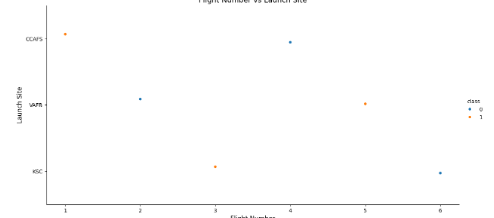 Flight Number vs Launch Site
CCAFS
VAFB
KSC
Launch Site
1 2 3 4 5 6
Flight Number
class
0
1